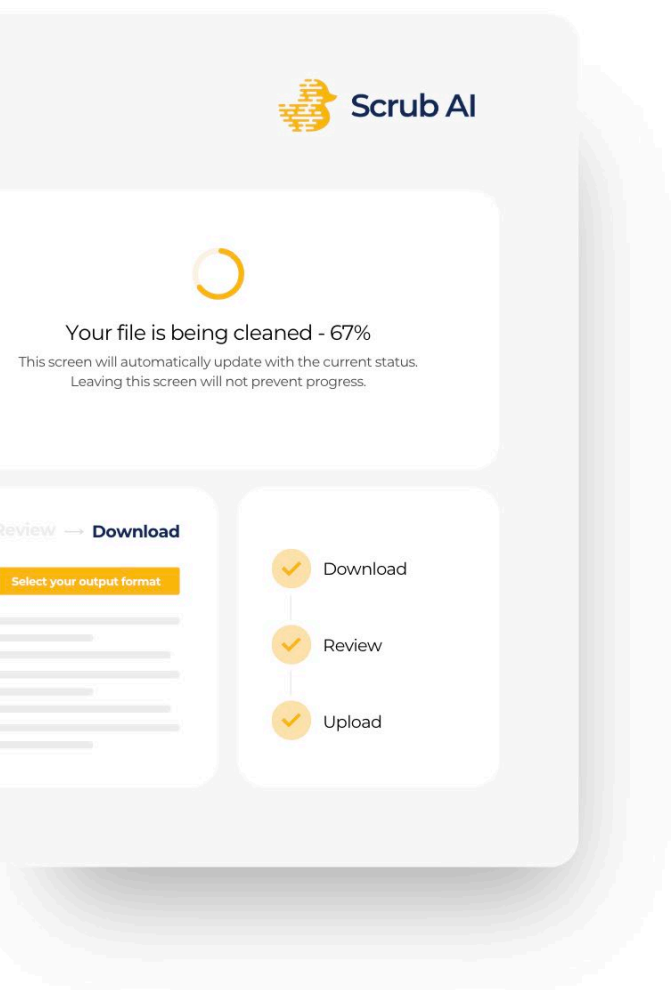 Scrub AI
Your file is being cleaned - 67%
This screen will automatically update with the current status.
Leaving this screen will not prevent progress.
Review → Download
Select your output format
Download
Review
Upload